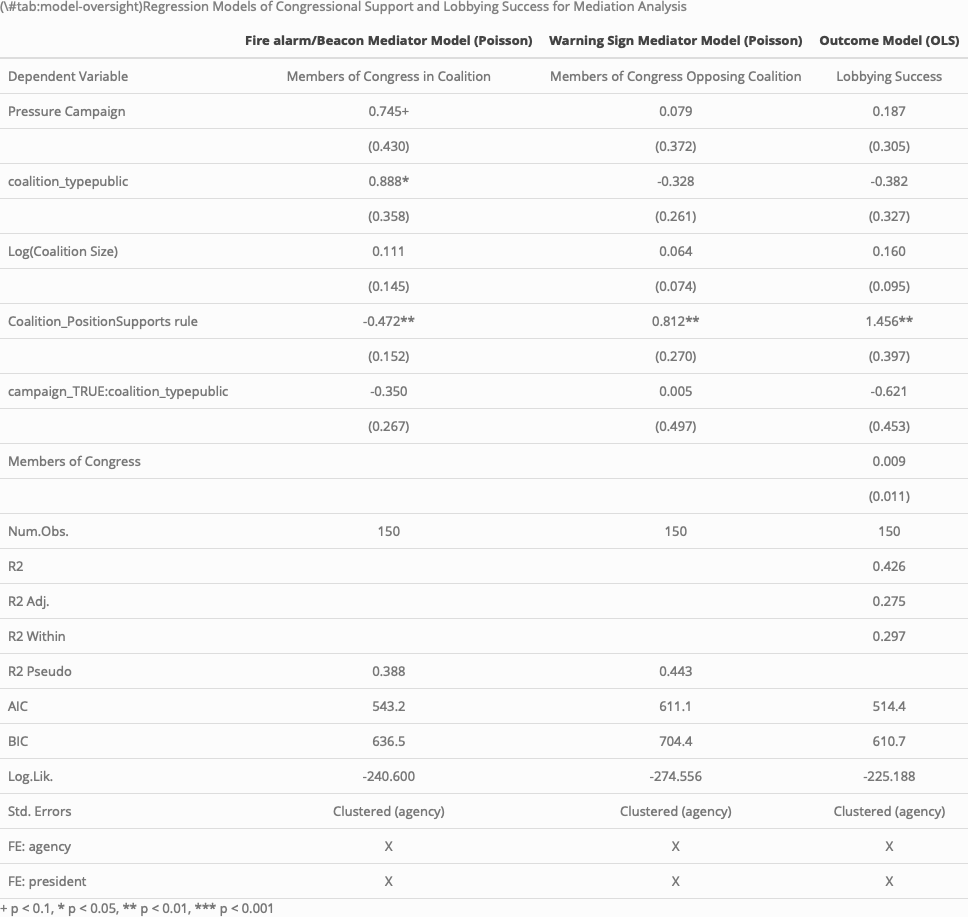 (\#tab:model-oversight)Regression Models of Congressional Support and Lobbying Success for Mediation Analysis
Fire alarm/Beacon Mediator Model (Poisson) Warning Sign Mediator Model (Poisson) Outcome Model (OLS)
Dependent Variable Members of Congress in Coalition Members of Congress Opposing Coalition Lobbying Success
Pressure Campaign 0.745+ 0.079 0.187
(0.430) (0.372) (0.305)
coalition_typepublic 0.888* -0.328 -0.382
(0.358) (0.261) (0.327)
Log(Coalition Size) 0.111 0.064 0.160
(0.145) (0.074) (0.095)
Coalition_PositionSupports rule -0.472** 0.812** 1.456**
(0.152) (0.270) (0.397)
campaign_TRUE:coalition_typepublic -0.350 0.005 -0.621
(0.267) (0.497) (0.453)
Members of Congress 0.009
(0.011)
Num.Obs. 150 150 150
R2 0.426
R2 Adj. 0.275
R2 Within 0.297
R2 Pseudo 0.388 0.443
AIC 543.2 611.1 514.4
BIC 636.5 704.4 610.7
Log.Lik. -240.600 -274.556 -225.188
Std. Errors Clustered (agency) Clustered (agency) Clustered (agency)
FE: agency X X X
FE: president X X X
+ p < 0.1, * p < 0.05, ** p < 0.01, *** p < 0.001